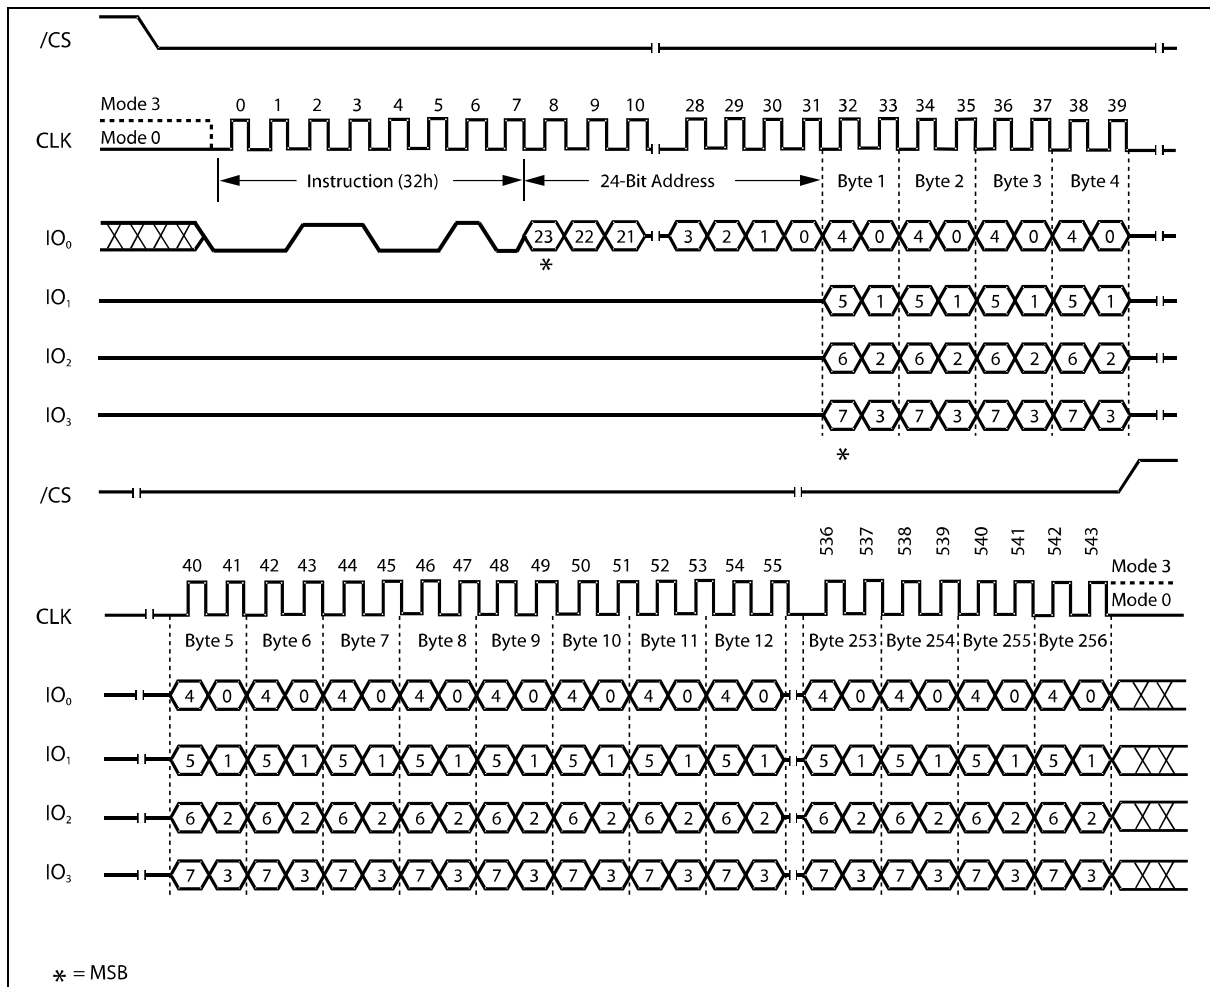 /CS
Mode 3
0 1 2 3 4 5 6 7 8 9 10 28 29 30 31 32 33 34 35 36 37 38 39
CLK
Mode 0
Instruction (32h) 24-Bit Address Byte 1 Byte 2 Byte 3 Byte 4
IO₀ 23 22 21 3 2 1 0 4 0 4 0 4 0 4 0
*
IO₁ 5 1 5 1 5 1 5 1
IO₂ 6 2 6 2 6 2 6 2
IO₃ 7 3 7 3 7 3 7 3
*
/CS
40 41 42 43 44 45 46 47 48 49 50 51 52 53 54 55 536 537 538 539 540 541 542 543
Mode 3
CLK
Mode 0
Byte 5 Byte 6 Byte 7 Byte 8 Byte 9 Byte 10 Byte 11 Byte 12 Byte 253 Byte 254 Byte 255 Byte 256
IO₀ 4 0 4 0 4 0 4 0 4 0 4 0 4 0 4 0 4 0 4 0 4 0 4 0
IO₁ 5 1 5 1 5 1 5 1 5 1 5 1 5 1 5 1 5 1 5 1 5 1 5 1
IO₂ 6 2 6 2 6 2 6 2 6 2 6 2 6 2 6 2 6 2 6 2 6 2 6 2
IO₃ 7 3 7 3 7 3 7 3 7 3 7 3 7 3 7 3 7 3 7 3 7 3 7 3
* = MSB